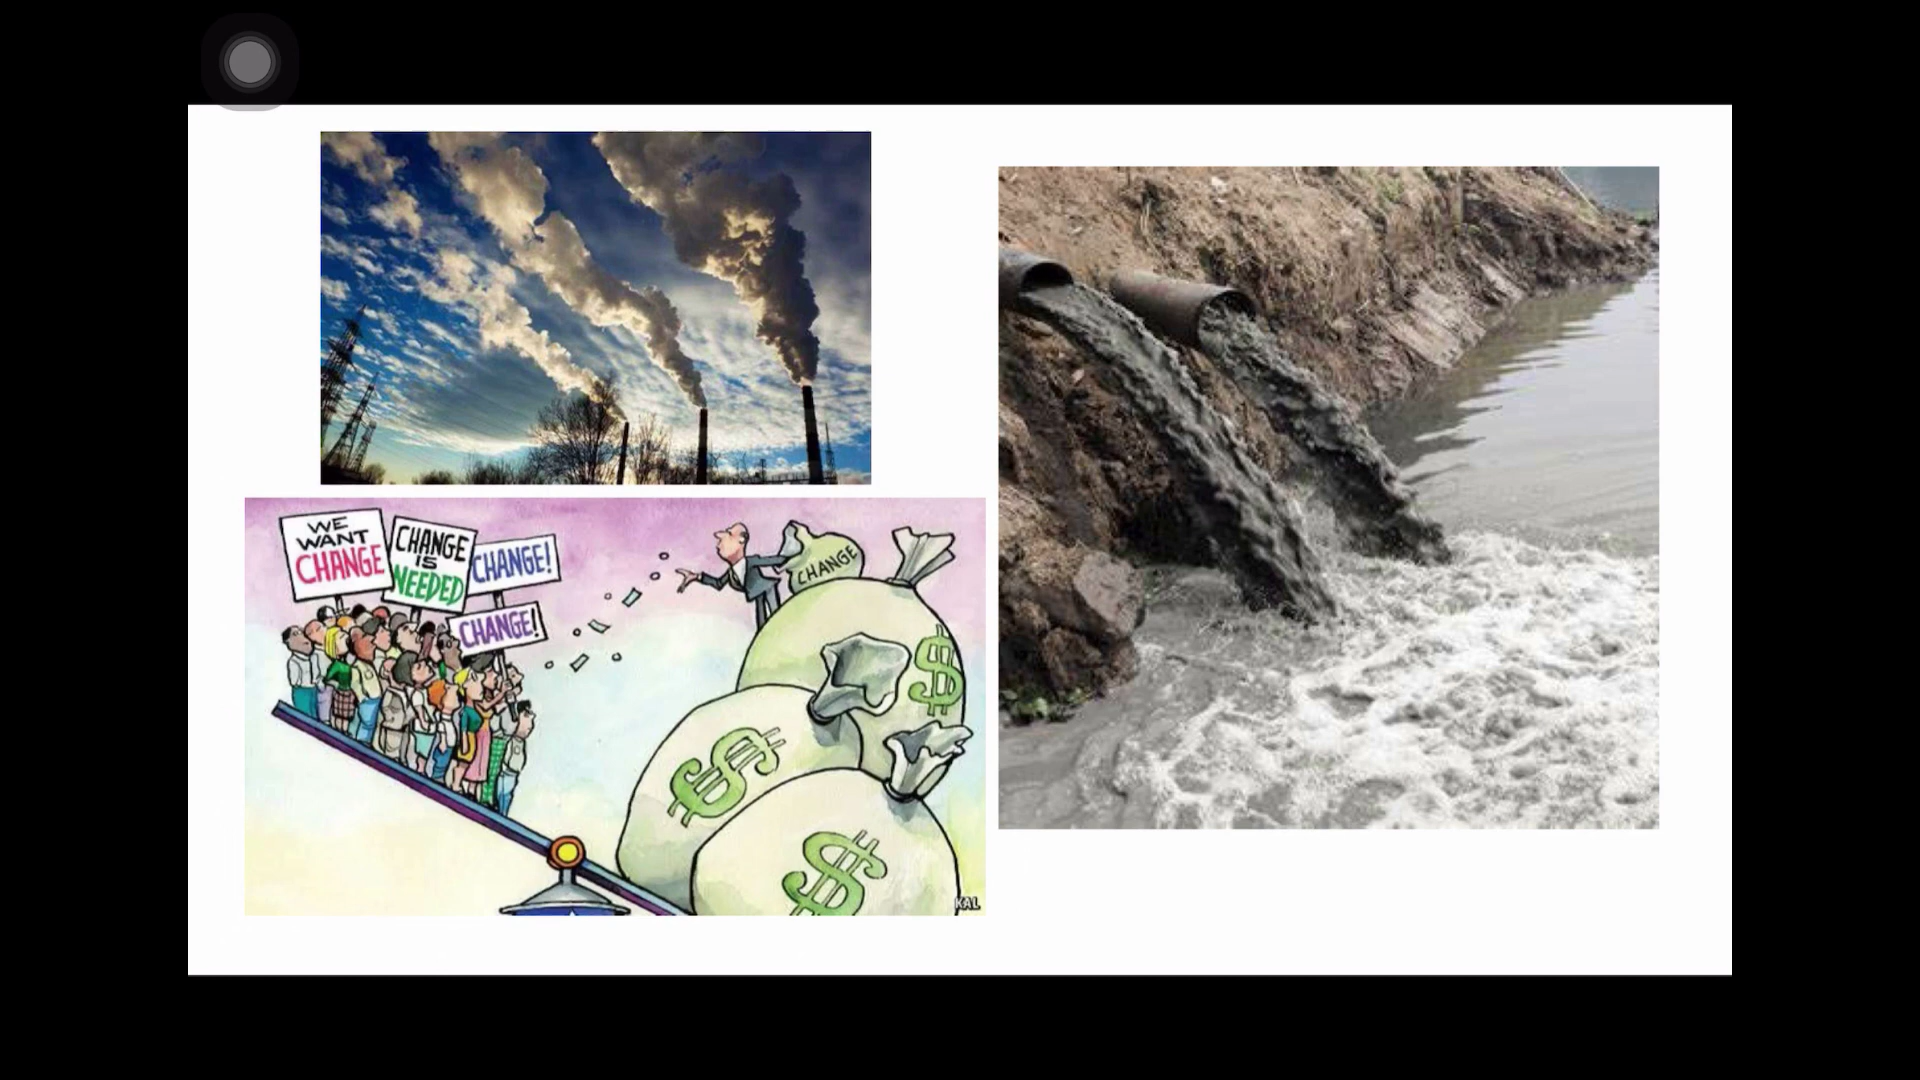 WE
WANT
CHANGE
CHANGE
IS
NEEDED
CHANGE!
CHANGE!
CHANGE
$
$
$
KAL